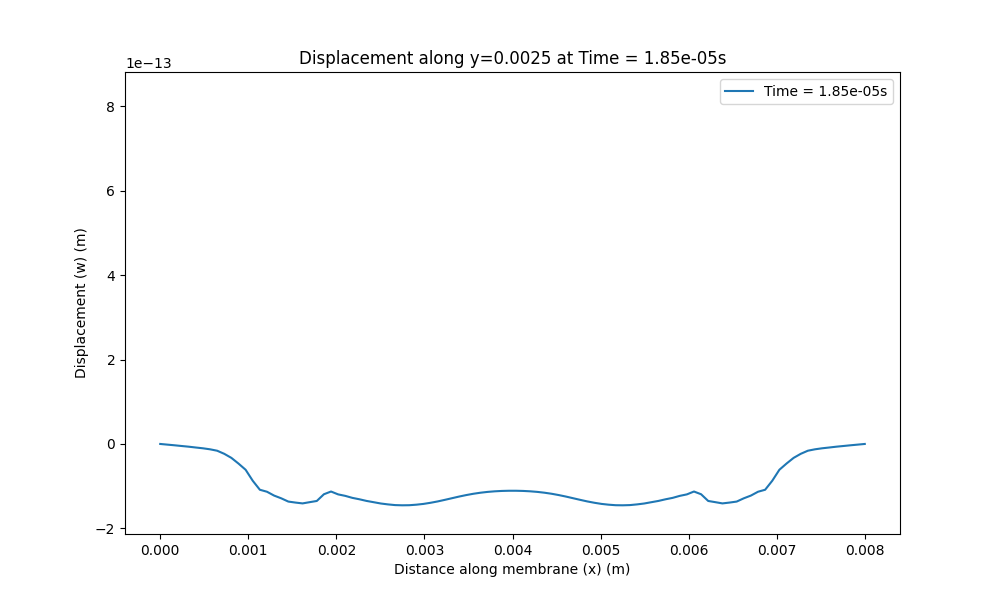 Displacement along y=0.0025 at Time = 1.85e-05s
1e−13
Time = 1.85e-05s
8
6
4
2
0
−2
Displacement (w) (m)
0.000 0.001 0.002 0.003 0.004 0.005 0.006 0.007 0.008
Distance along membrane (x) (m)